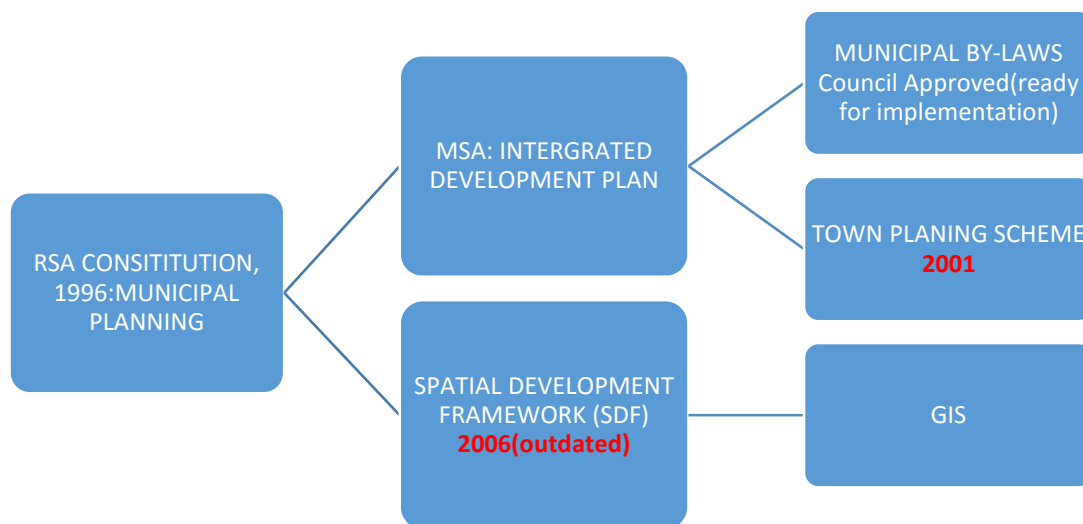 RSA CONSITITUTION,
1996:MUNICIPAL
PLANNING
MSA: INTERGRATED
DEVELOPMENT PLAN
SPATIAL DEVELOPMENT
FRAMEWORK (SDF)
2006(outdated)
MUNICIPAL BY-LAWS
Council Approved(ready
for implementation)
TOWN PLANING SCHEME
2001
GIS